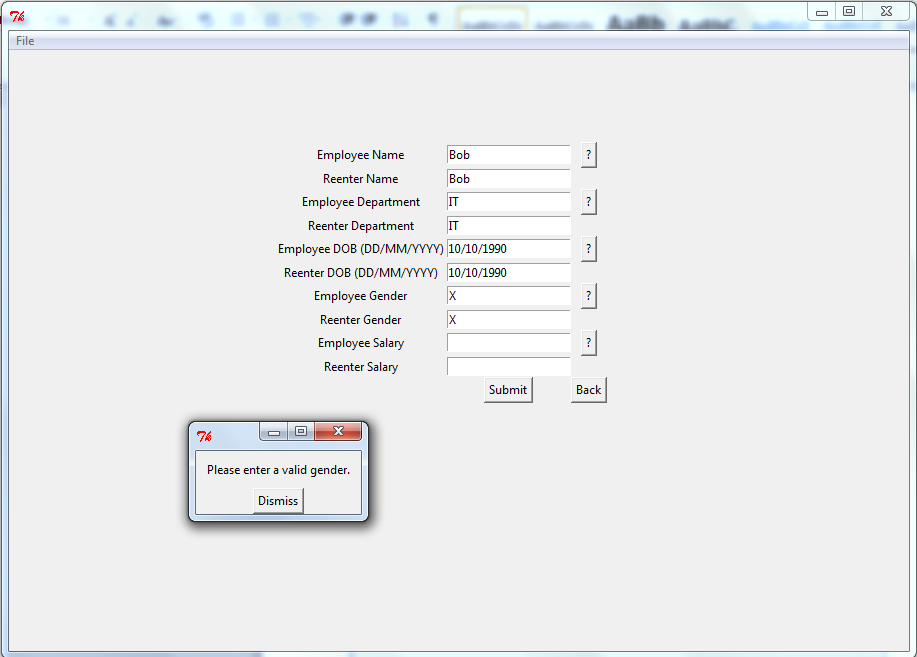 File
Employee Name Bob ?
Reenter Name Bob
Employee Department IT ?
Reenter Department IT
Employee DOB (DD/MM/YYYY) 10/10/1990 ?
Reenter DOB (DD/MM/YYYY) 10/10/1990
Employee Gender X ?
Reenter Gender X
Employee Salary ?
Reenter Salary
Submit Back
Please enter a valid gender.
Dismiss